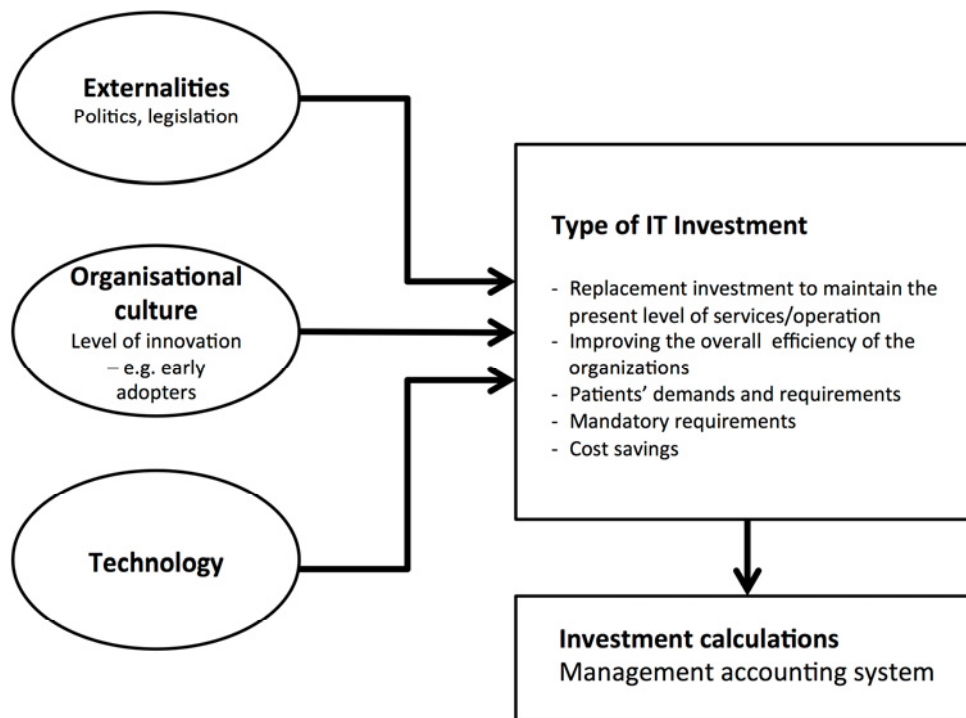 Externalities
Politics, legislation
Organisational
culture
Level of innovation
– e.g. early
adopters
Technology
Type of IT Investment
- Replacement investment to maintain the
present level of services/operation
- Improving the overall efficiency of the
organizations
- Patients’ demands and requirements
- Mandatory requirements
- Cost savings
Investment calculations
Management accounting system